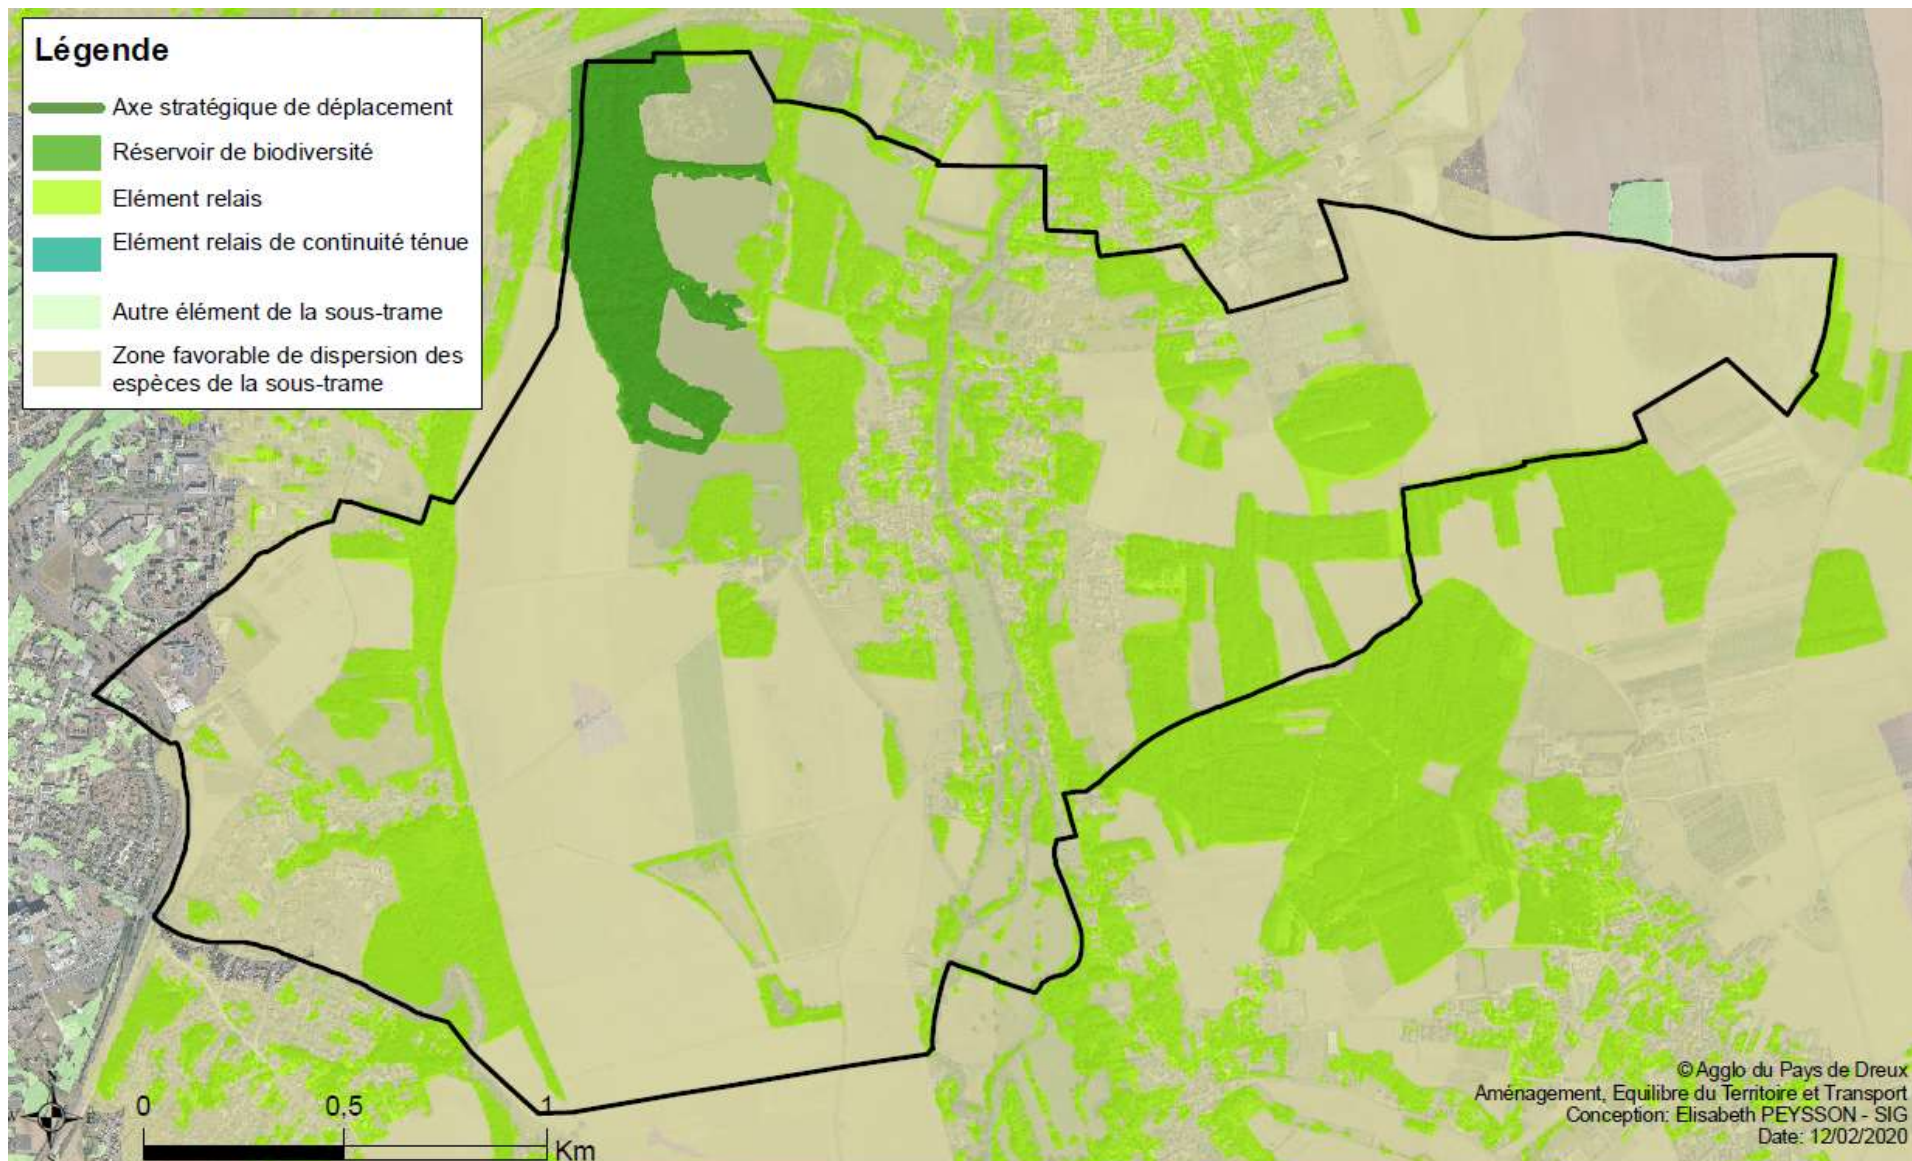 Légende
Axe stratégique de déplacement
Réservoir de biodiversité
Elément relais
Elément relais de continuité ténue
Autre élément de la sous-trame
Zone favorable de dispersion des
espèces de la sous-trame
0 0,5 1
Km
© Agglo du Pays de Dreux
Aménagement, Equilibre du Territoire et Transport
Conception: Elisabeth PEYSSON - SIG
Date: 12/02/2020